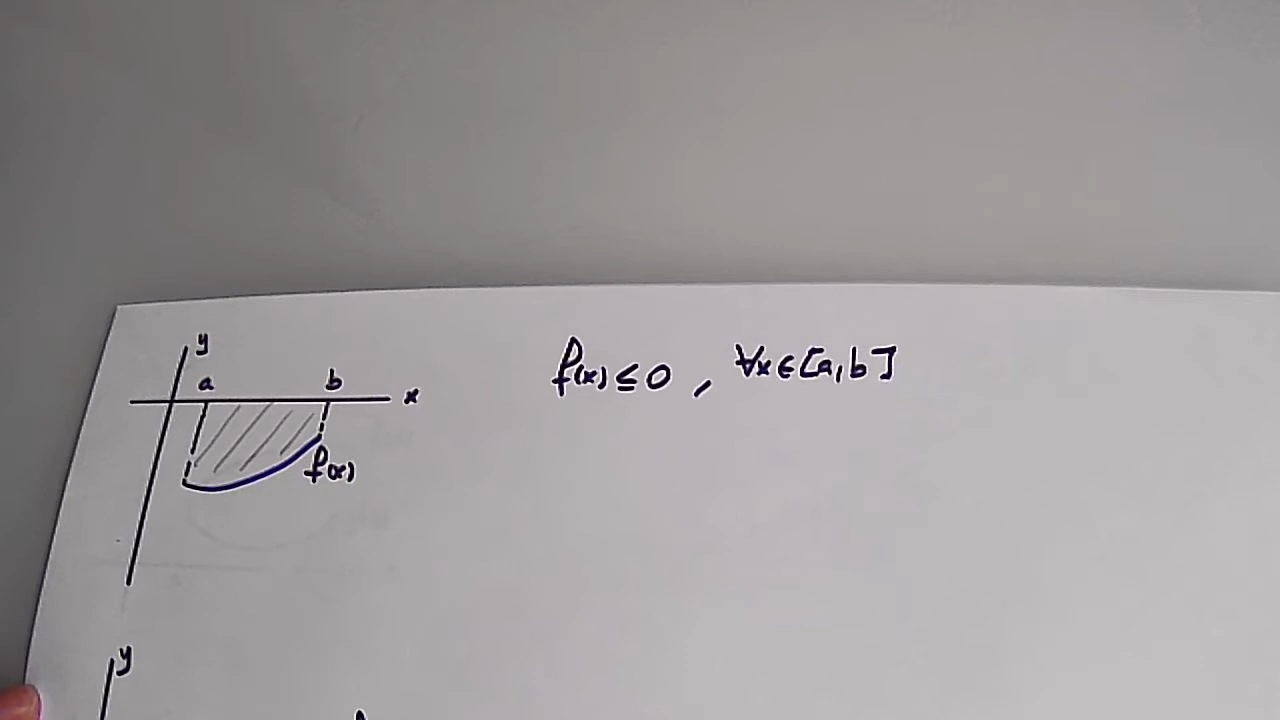 y
a b x
f(x)
f(x) ≤ 0 , ∀x ∈ [a,b]
y